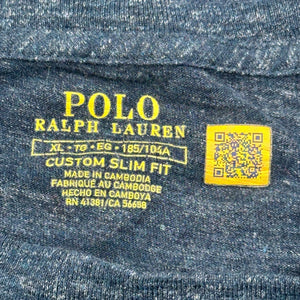 POLO
RALPH LAUREN
XL - TG - EG - 185/104A
CUSTOM SLIM FIT
MADE IN CAMBODIA
FABRIQUÉ AU CAMBODGE
HECHO EN CAMBOYA
RN 41381/CA 56658